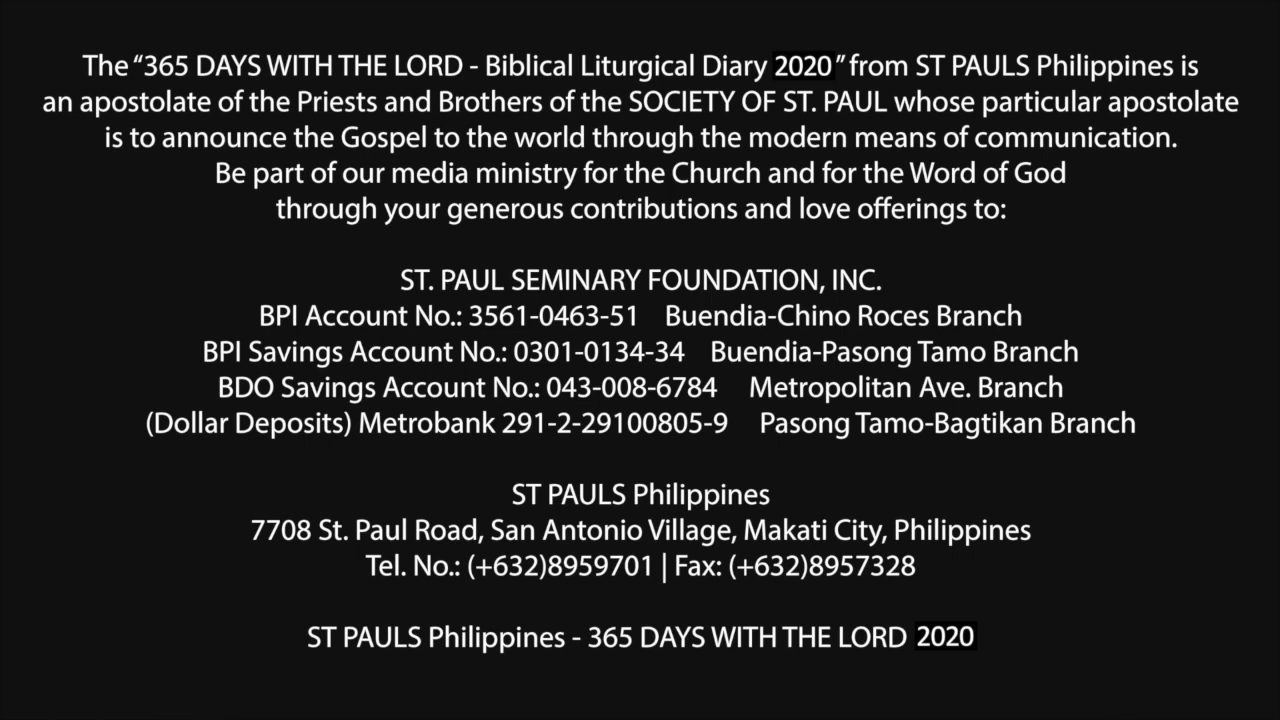 The “365 DAYS WITH THE LORD - Biblical Liturgical Diary 2020” from ST PAULS Philippines is
an apostolate of the Priests and Brothers of the SOCIETY OF ST. PAUL whose particular apostolate
is to announce the Gospel to the world through the modern means of communication.
Be part of our media ministry for the Church and for the Word of God
through your generous contributions and love offerings to:
ST. PAUL SEMINARY FOUNDATION, INC.
BPI Account No.: 3561-0463-51 Buendia-Chino Roces Branch
BPI Savings Account No.: 0301-0134-34 Buendia-Pasong Tamo Branch
BDO Savings Account No.: 043-008-6784 Metropolitan Ave. Branch
(Dollar Deposits) Metrobank 291-2-29100805-9 Pasong Tamo-Bagtikan Branch
ST PAULS Philippines
7708 St. Paul Road, San Antonio Village, Makati City, Philippines
Tel. No.: (+632)8959701 | Fax: (+632)8957328
ST PAULS Philippines - 365 DAYS WITH THE LORD 2020